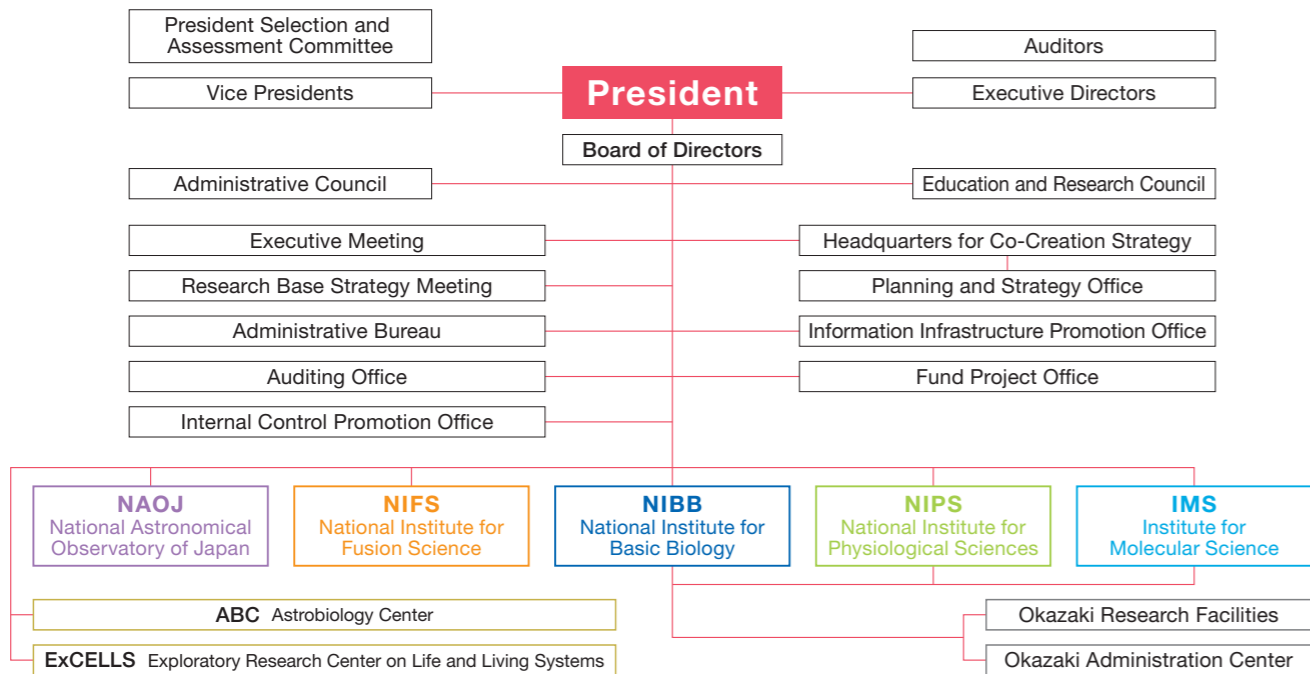 President Selection and
Assessment Committee
Auditors
Vice Presidents
President
Executive Directors
Board of Directors
Administrative Council
Education and Research Council
Executive Meeting
Headquarters for Co-Creation Strategy
Research Base Strategy Meeting
Planning and Strategy Office
Administrative Bureau
Information Infrastructure Promotion Office
Auditing Office
Fund Project Office
Internal Control Promotion Office
NAOJ
National Astronomical
Observatory of Japan
NIFS
National Institute for
Fusion Science
NIBB
National Institute for
Basic Biology
NIPS
National Institute for
Physiological Sciences
IMS
Institute for
Molecular Science
ABC Astrobiology Center
Okazaki Research Facilities
ExCELLS Exploratory Research Center on Life and Living Systems
Okazaki Administration Center